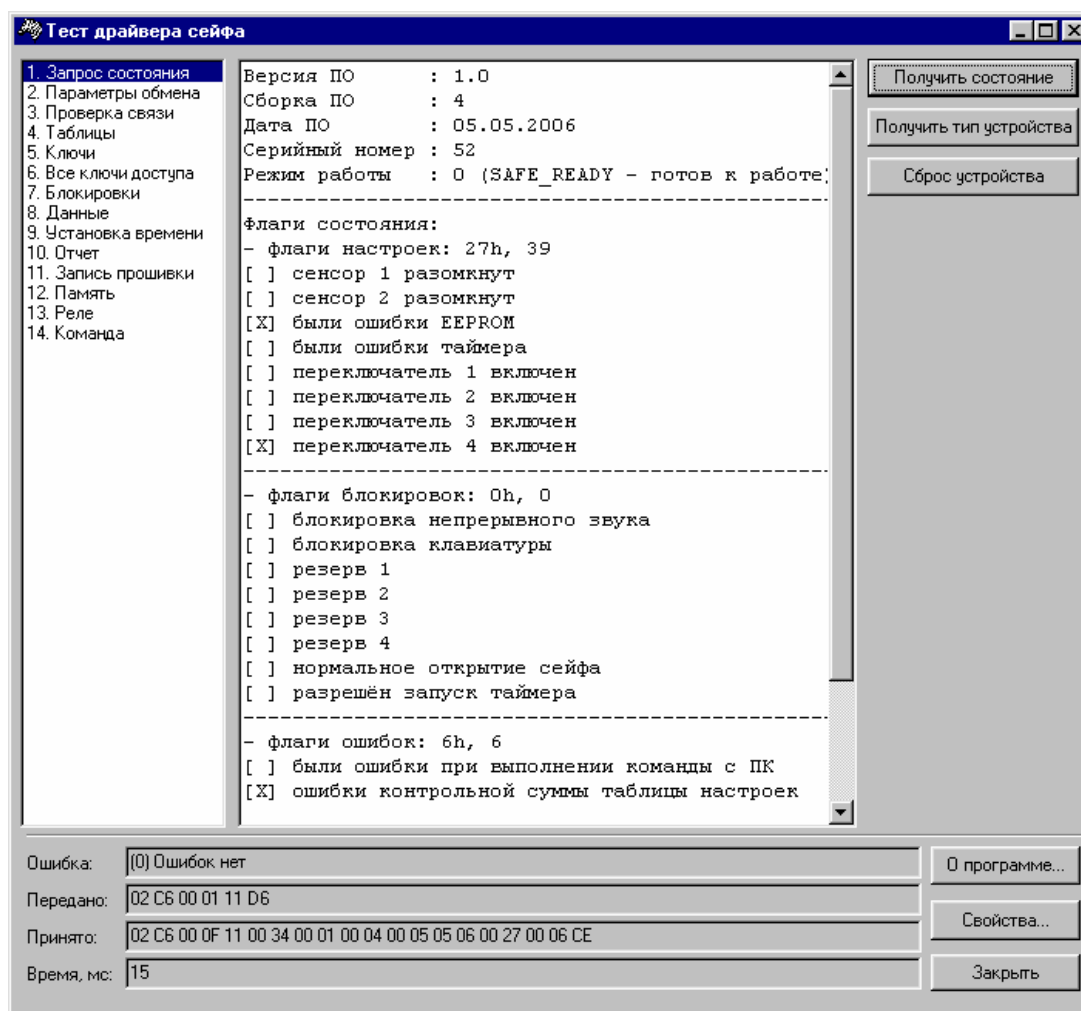 Тест драйвера сейфа
1. Запрос состояния
2. Параметры обмена
3. Проверка связи
4. Таблицы
5. Ключи
6. Все ключи доступа
7. Блокировки
8. Данные
9. Установка времени
10. Отчет
11. Запись прошивки
12. Память
13. Реле
14. Команда
Версия ПО : 1.0
Сборка ПО : 4
Дата ПО : 05.05.2006
Серийный номер : 52
Режим работы : 0 (SAFE_READY - готов к работе)
--------------------------------------------------
Флаги состояния:
- флаги настроек: 27h, 39
[ ] сенсор 1 разомкнут
[ ] сенсор 2 разомкнут
[X] были ошибки EEPROM
[ ] были ошибки таймера
[ ] переключатель 1 включен
[ ] переключатель 2 включен
[ ] переключатель 3 включен
[X] переключатель 4 включен
--------------------------------------------------
- флаги блокировок: 0h, 0
[ ] блокировка непрерывного звука
[ ] блокировка клавиатуры
[ ] резерв 1
[ ] резерв 2
[ ] резерв 3
[ ] резерв 4
[ ] нормальное открытие сейфа
[ ] разрешён запуск таймера
--------------------------------------------------
- флаги ошибок: 6h, 6
[ ] были ошибки при выполнении команды с ПК
[X] ошибки контрольной суммы таблицы настроек
Получить состояние
Получить тип устройства
Сброс устройства
Ошибка: (0) Ошибок нет
Передано: 02 C6 00 01 11 D6
Принято: 02 C6 00 0F 11 00 34 00 01 00 04 00 05 05 06 00 27 00 06 CE
Время, мс: 15
О программе...
Свойства...
Закрыть